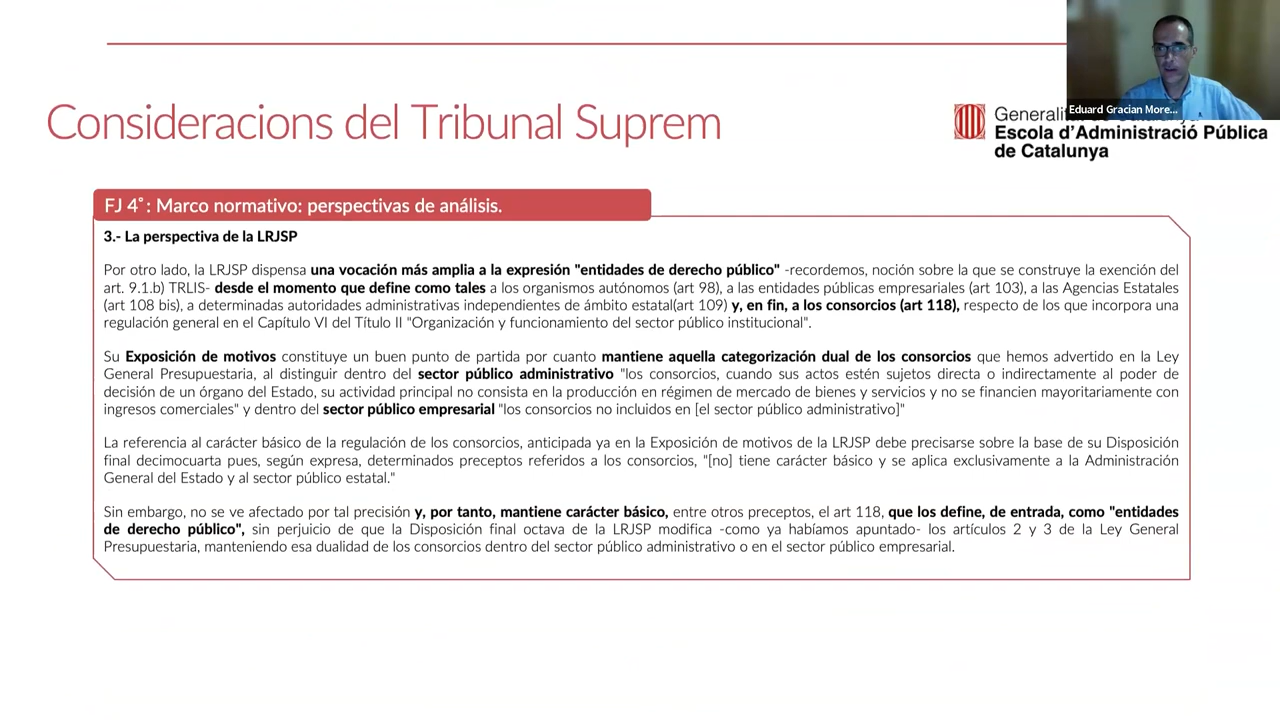 Eduard Gracian More...
Consideracions del Tribunal Suprem
Escola d'Administració Pública
de Catalunya
FJ 4°: Marco normativo: perspectivas de análisis.
3.- La perspectiva de la LRJSP
Por otro lado, la LRJSP dispensa una vocación más amplia a la expresión "entidades de derecho público" -recordemos, noción sobre la que se construye la exención del
art. 9.1.b) TRLIS- desde el momento que define como tales a los organismos autónomos (art 98), a las entidades públicas empresariales (art 103), a las Agencias Estatales
(art 108 bis), a determinadas autoridades administrativas independientes de ámbito estatal(art 109) y, en fin, a los consorcios (art 118), respecto de los que incorpora una
regulación general en el Capítulo VI del Título II "Organización y funcionamiento del sector público institucional".
Su Exposición de motivos constituye un buen punto de partida por cuanto mantiene aquella categorización dual de los consorcios que hemos advertido en la Ley
General Presupuestaria, al distinguir dentro del sector público administrativo "los consorcios, cuando sus actos estén sujetos directa o indirectamente al poder de
decisión de un órgano del Estado, su actividad principal no consista en la producción en régimen de mercado de bienes y servicios y no se financien mayoritariamente con
ingresos comerciales" y dentro del sector público empresarial "los consorcios no incluidos en [el sector público administrativo]"
La referencia al carácter básico de la regulación de los consorcios, anticipada ya en la Exposición de motivos de la LRJSP debe precisarse sobre la base de su Disposición
final decimocuarta pues, según expresa, determinados preceptos referidos a los consorcios, "[no] tiene carácter básico y se aplica exclusivamente a la Administración
General del Estado y al sector público estatal."
Sin embargo, no se ve afectado por tal precisión y, por tanto, mantiene carácter básico, entre otros preceptos, el art 118, que los define, de entrada, como "entidades
de derecho público", sin perjuicio de que la Disposición final octava de la LRJSP modifica -como ya habíamos apuntado- los artículos 2 y 3 de la Ley General
Presupuestaria, manteniendo esa dualidad de los consorcios dentro del sector público administrativo o en el sector público empresarial.